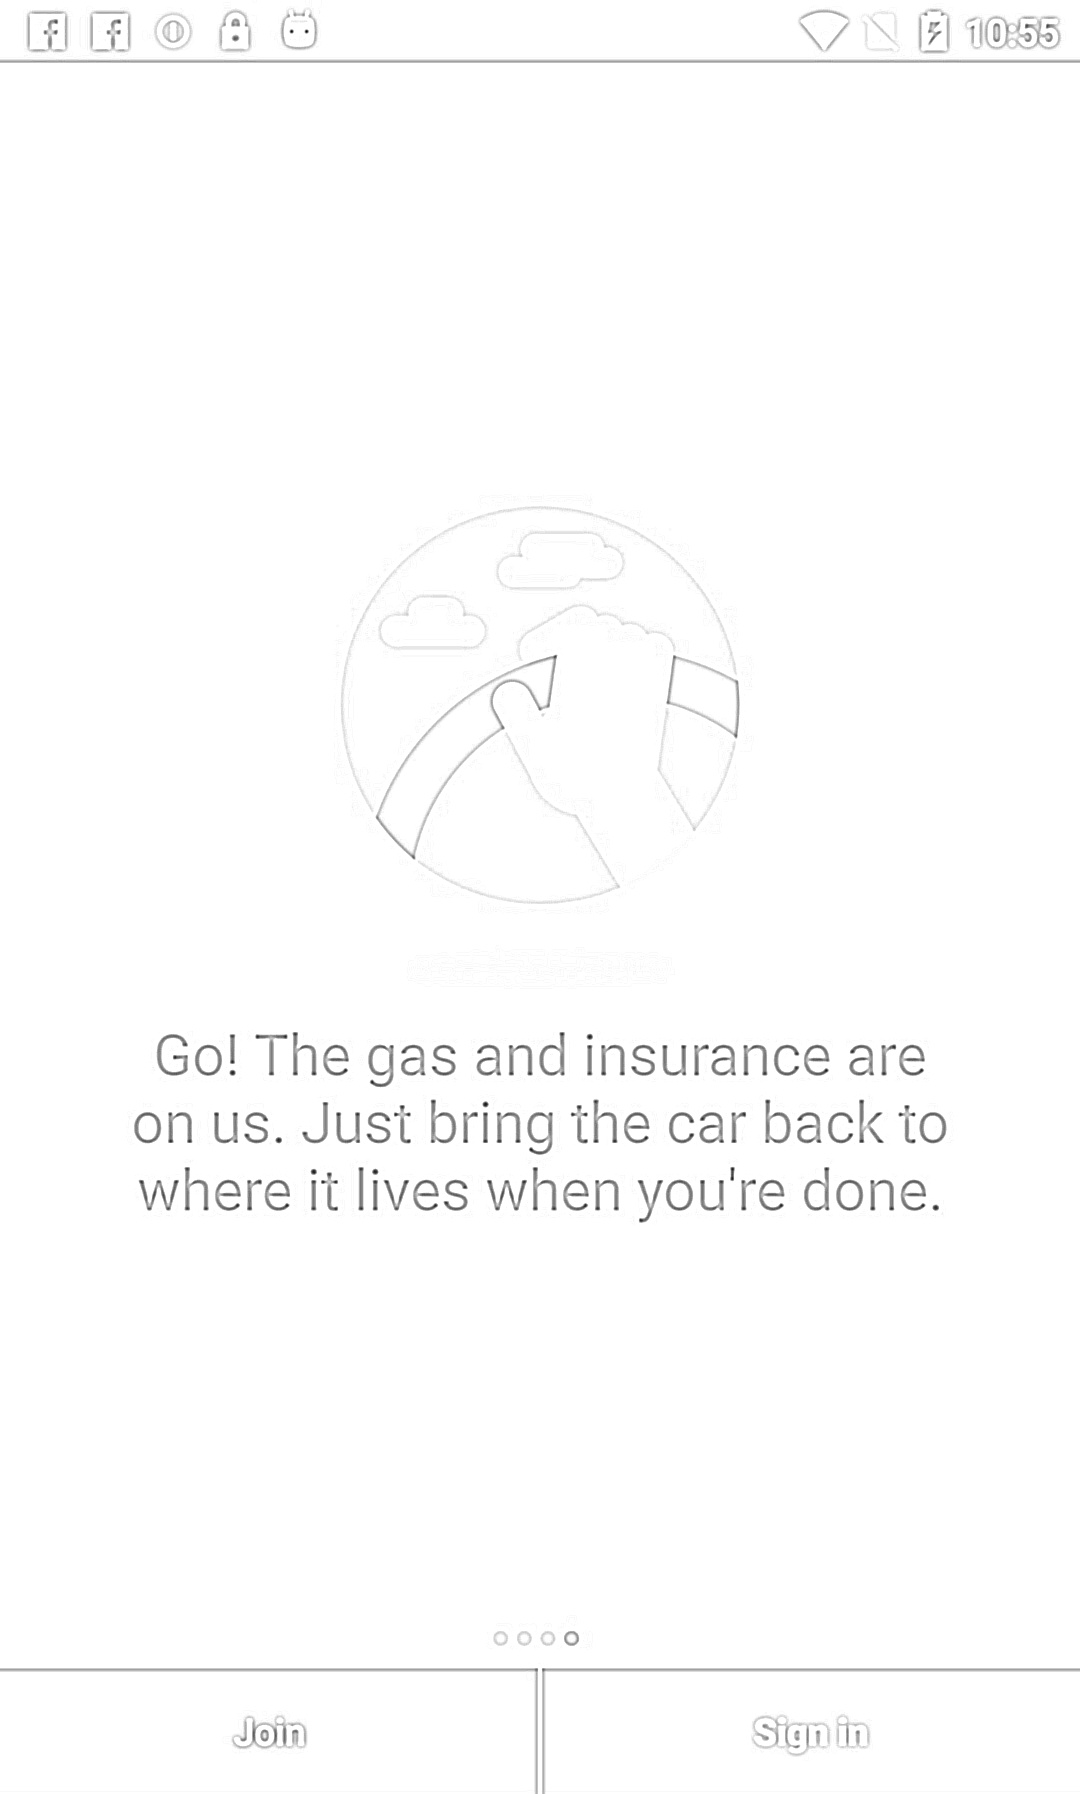 10:55
Go! The gas and insurance are
on us. Just bring the car back to
where it lives when you're done.
Join
Sign in